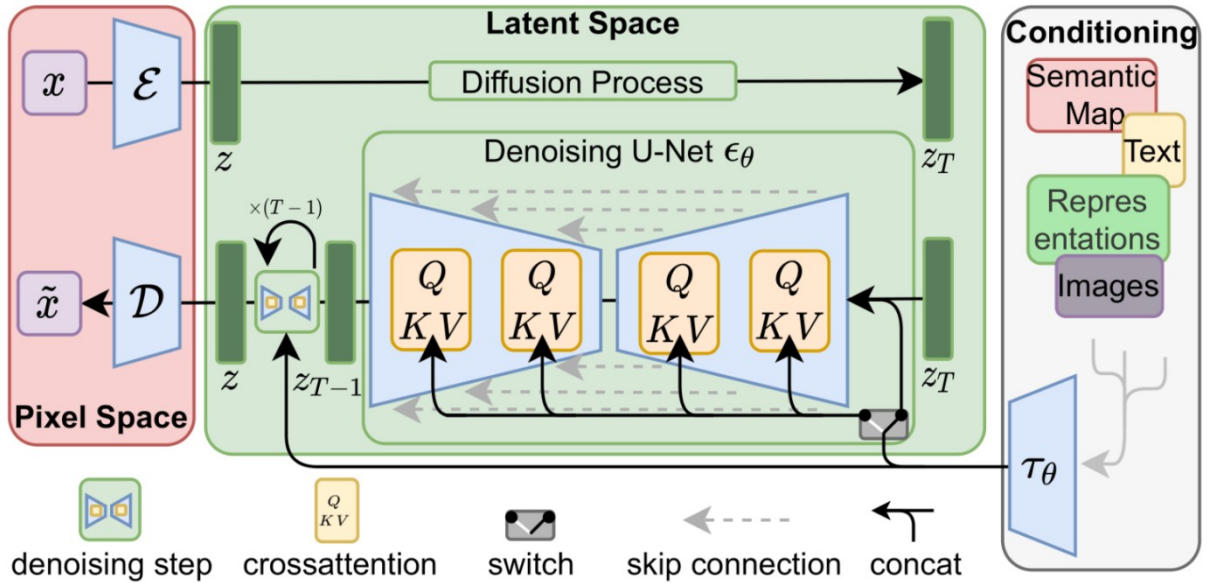 Latent Space
Conditioning
x
ℰ
z
Diffusion Process
z_T
Semantic
Map
Text
Denoising U-Net ϵ_θ
×(T−1)
Repres
entations
Images
x̃
𝒟
z
z_{T−1}
Q
K V
Q
K V
Q
K V
Q
K V
z_T
Pixel Space
τ_θ
Q
K V
denoising step
crossattention
switch
skip connection
concat